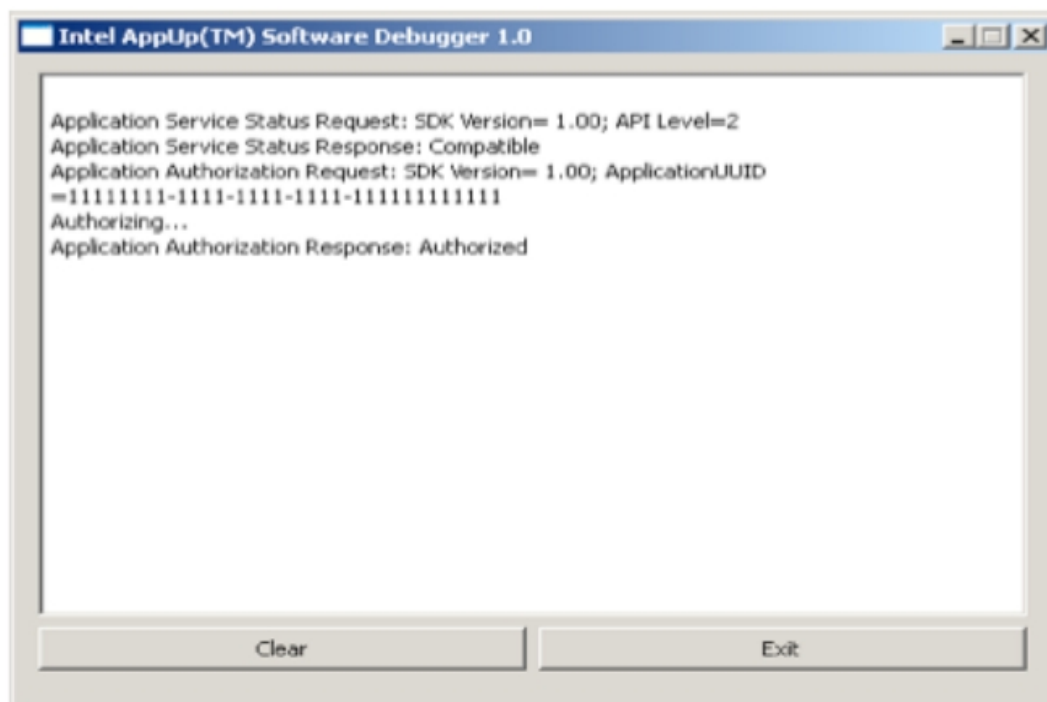 Intel AppUp(TM) Software Debugger 1.0
Application Service Status Request: SDK Version= 1.00; API Level=2
Application Service Status Response: Compatible
Application Authorization Request: SDK Version= 1.00; ApplicationUUID
=11111111-1111-1111-1111-111111111111
Authorizing...
Application Authorization Response: Authorized
Clear
Exit